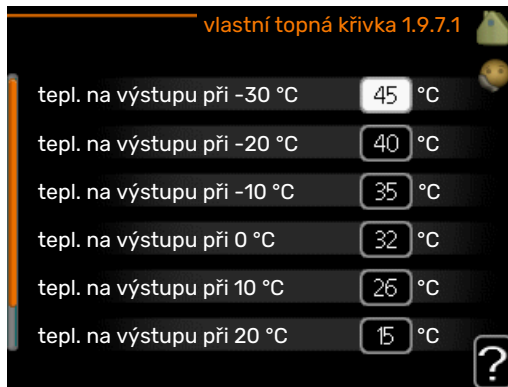 vlastní topná křivka 1.9.7.1
tepl. na výstupu při -30 °C 45 °C
tepl. na výstupu při -20 °C 40 °C
tepl. na výstupu při -10 °C 35 °C
tepl. na výstupu při 0 °C 32 °C
tepl. na výstupu při 10 °C 26 °C
tepl. na výstupu při 20 °C 15 °C
?